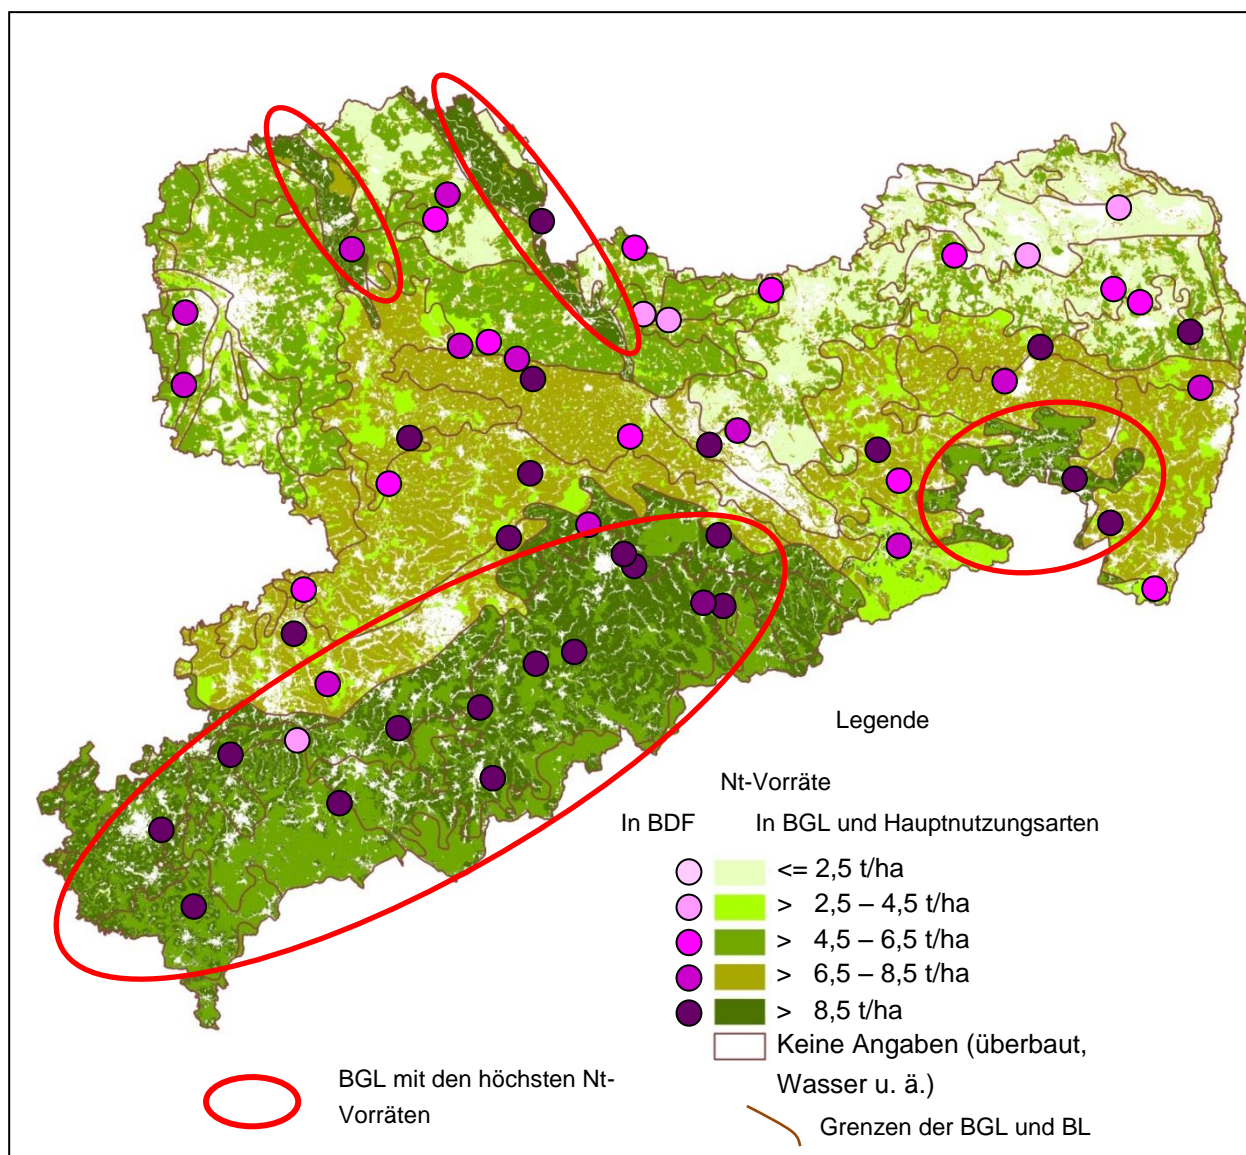 Legende
Nt-Vorräte
In BDF In BGL und Hauptnutzungsarten
<= 2,5 t/ha
> 2,5 – 4,5 t/ha
> 4,5 – 6,5 t/ha
> 6,5 – 8,5 t/ha
> 8,5 t/ha
Keine Angaben (überbaut,
Wasser u. ä.)
BGL mit den höchsten Nt-
Vorräten
Grenzen der BGL und BL